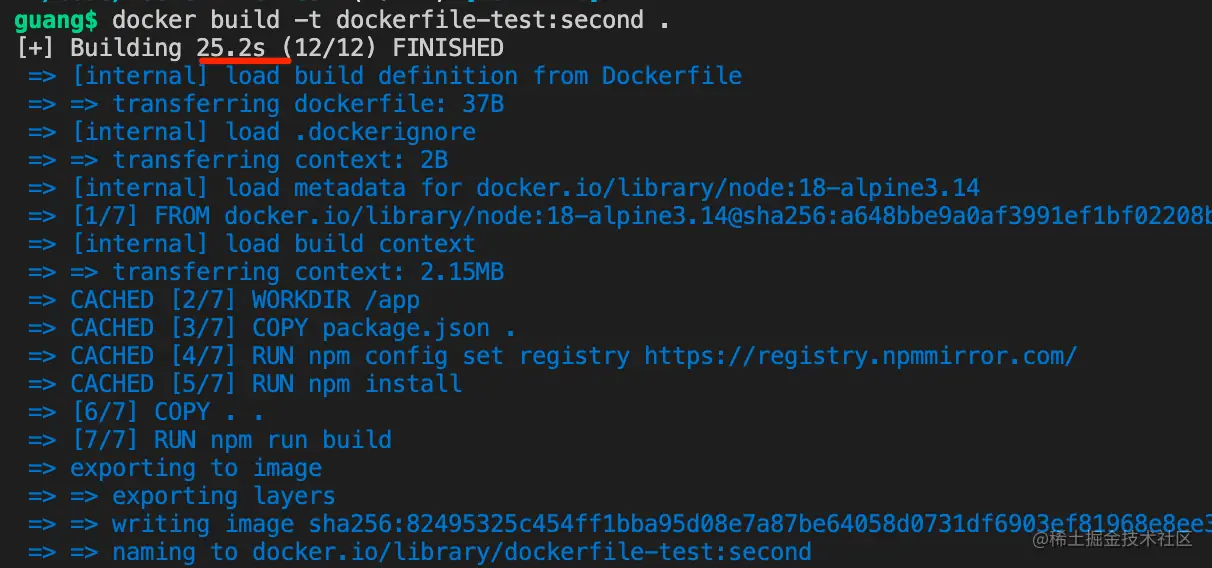 guang$ docker build -t dockerfile-test:second .
[+] Building 25.2s (12/12) FINISHED
=> [internal] load build definition from Dockerfile
=> => transferring dockerfile: 37B
=> [internal] load .dockerignore
=> => transferring context: 2B
=> [internal] load metadata for docker.io/library/node:18-alpine3.14
=> [1/7] FROM docker.io/library/node:18-alpine3.14@sha256:a648bbe9a0af3991ef1bf02208b
=> [internal] load build context
=> => transferring context: 2.15MB
=> CACHED [2/7] WORKDIR /app
=> CACHED [3/7] COPY package.json .
=> CACHED [4/7] RUN npm config set registry https://registry.npmmirror.com/
=> CACHED [5/7] RUN npm install
=> [6/7] COPY . .
=> [7/7] RUN npm run build
=> exporting to image
=> => exporting layers
=> => writing image sha256:82495325c454ff1bba95d08e7a87be64058d0731df6903ef81968e8ee3
=> => naming to docker.io/library/dockerfile-test:second
@稀土掘金技术社区